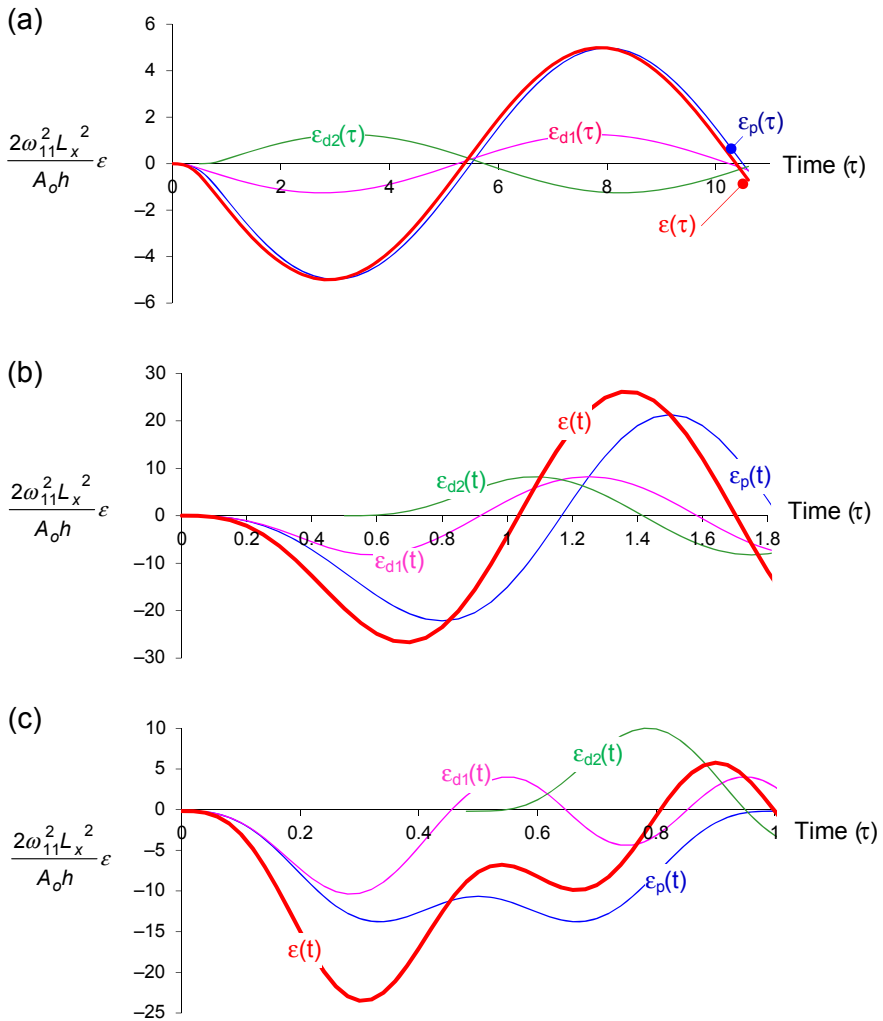 (a)
6
4
2
0
–2
–4
–6
2ω₁₁²Lₓ²
Aₒh
ε
0 2 4 6 8 10
Time (τ)
εd2(τ)
εd1(τ)
εp(τ)
ε(τ)
(b)
30
20
10
0
–10
–20
–30
2ω₁₁²Lₓ²
Aₒh
ε
0 0.2 0.4 0.6 0.8 1 1.2 1.4 1.6 1.8
Time (τ)
ε(t)
εd2(t)
εp(t)
εd1(t)
(c)
10
5
0
–5
–10
–15
–20
–25
2ω₁₁²Lₓ²
Aₒh
ε
0 0.2 0.4 0.6 0.8 1
Time (τ)
εd1(t)
εd2(t)
εp(t)
ε(t)